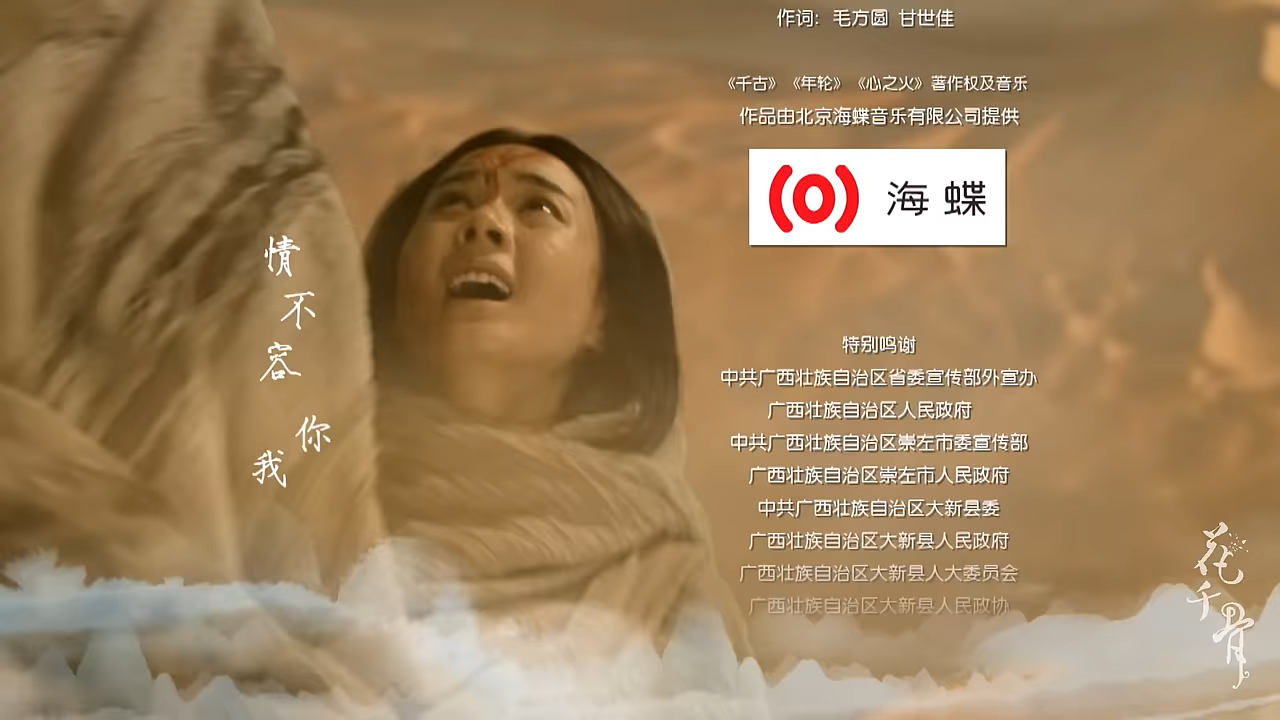 作词：毛方圆 甘世佳
《千古》《年轮》《心之火》著作权及音乐
作品由北京海蝶音乐有限公司提供
海蝶
特别鸣谢
中共广西壮族自治区省委宣传部外宣办
广西壮族自治区人民政府
中共广西壮族自治区崇左市委宣传部
广西壮族自治区崇左市人民政府
中共广西壮族自治区大新县委
广西壮族自治区大新县人民政府
广西壮族自治区大新县人大委员会
广西壮族自治区大新县人民政协
情不容
你
我
花千骨